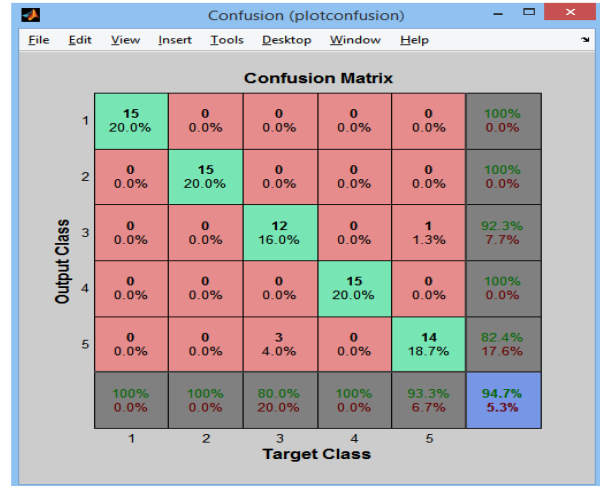 Confusion (plotconfusion)
File Edit View Insert Tools Desktop Window Help
Confusion Matrix
Output Class
1 15 0 0 0 0 100%
20.0% 0.0% 0.0% 0.0% 0.0% 0.0%
2 0 15 0 0 0 100%
0.0% 20.0% 0.0% 0.0% 0.0% 0.0%
3 0 0 12 0 1 92.3%
0.0% 0.0% 16.0% 0.0% 1.3% 7.7%
4 0 0 0 15 0 100%
0.0% 0.0% 0.0% 20.0% 0.0% 0.0%
5 0 0 3 0 14 82.4%
0.0% 0.0% 4.0% 0.0% 18.7% 17.6%
100% 100% 80.0% 100% 93.3% 94.7%
0.0% 0.0% 20.0% 0.0% 6.7% 5.3%
1 2 3 4 5
Target Class